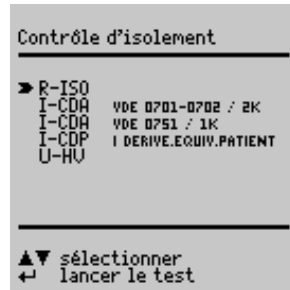 Contrôle d'isolement
➤ R-ISO
I-CDA VDE 0701-0702 / 2K
I-CDA VDE 0751 / 1K
I-CDP I DERIVE.EQUIV.PATIENT
U-HV
▲▼ sélectionner
↵ lancer le test